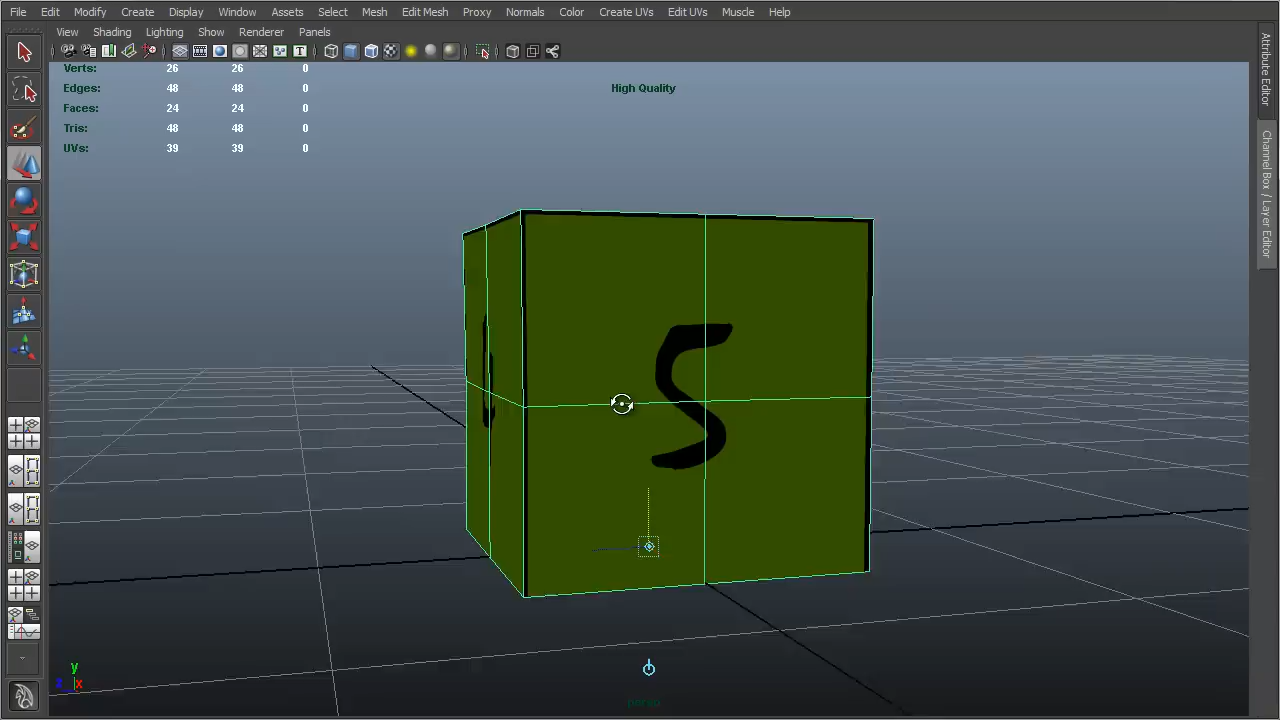 File Edit Modify Create Display Window Assets Select Mesh Edit Mesh Proxy Normals Color Create UVs Edit UVs Muscle Help
View Shading Lighting Show Renderer Panels
Verts: 26 26 0
Edges: 48 48 0
Faces: 24 24 0
Tris: 48 48 0
UVs: 39 39 0
High Quality
Attribute Editor
Channel Box / Layer Editor
S
y
z x
persp